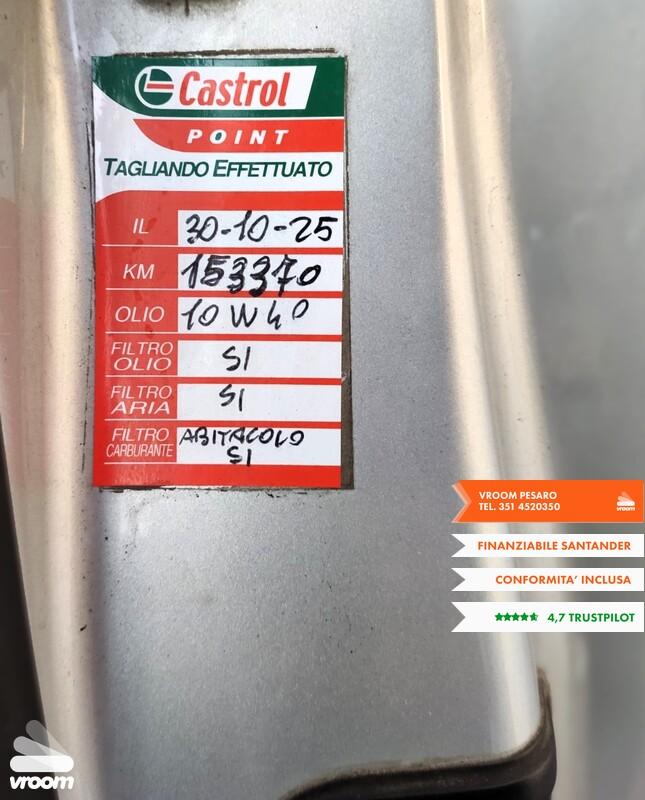 Castrol
POINT
TAGLIANDO EFFETTUATO
IL 30-10-25
KM 153370
OLIO 10 W 40
FILTRO OLIO SI
FILTRO ARIA SI
FILTRO CARBURANTE ABITACOLO SI
VROOM PESARO
TEL. 351 4520350
vroom
FINANZIABILE SANTANDER
CONFORMITA' INCLUSA
4,7 TRUSTPILOT
vroom